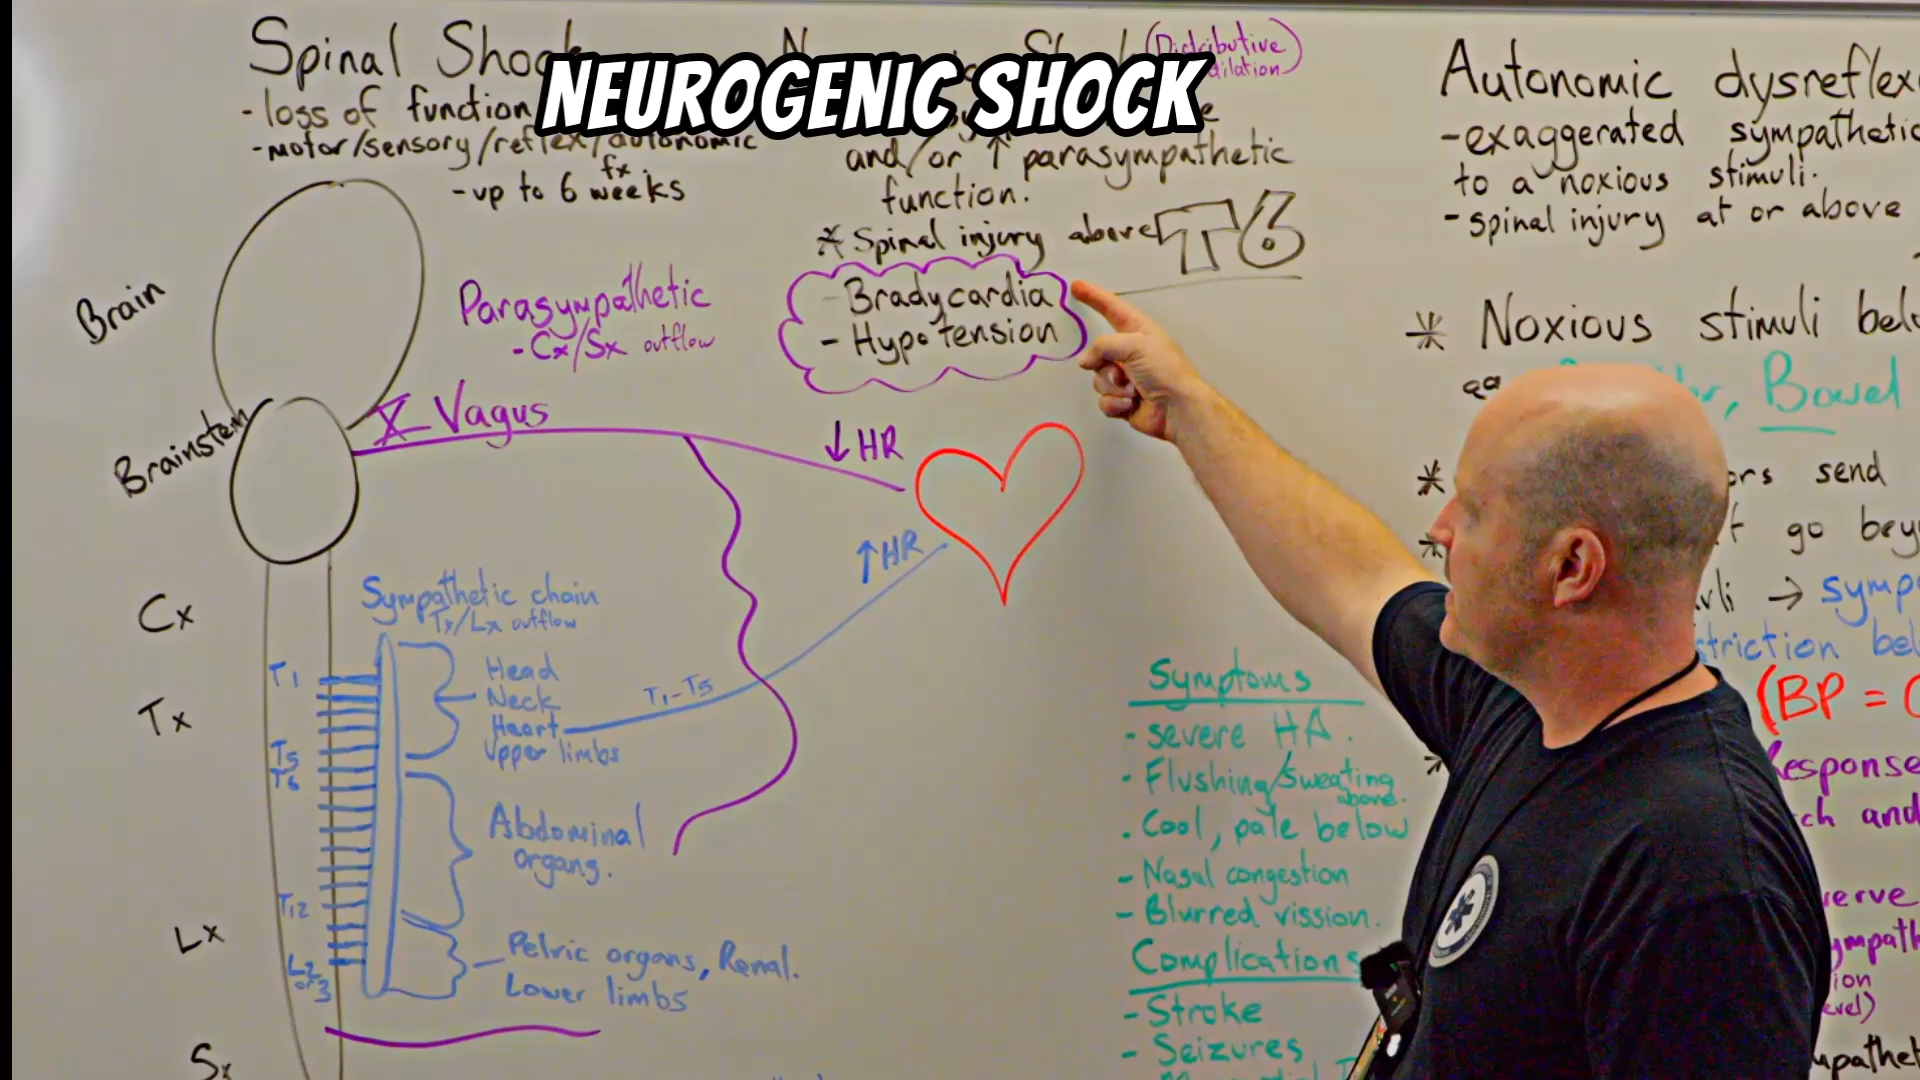 NEUROGENIC SHOCK
Spinal Shock
- loss of function
- motor/sensory/reflex/autonomic
fx.
- up to 6 weeks
(Distributive
and/or ↑ parasympathetic
function.
* Spinal injury above T6
- Bradycardia
- Hypotension
Autonomic
- exaggerated sympathetic
to a noxious stimuli.
- spinal injury at or above
* Noxious stimuli
Bowel
* send
* go
→
Brain
Brainstem
Parasympathetic
- Cx/Sx outflow
X Vagus
↓ HR
↑ HR
Cx
Tx
Lx
Sx
Sympathetic chain
Tx/Lx outflow
T1
T5
T6
T12
L2
or 3
Head
Neck
Heart
Upper limbs
T1-T5
Abdominal
organs.
Pelvic organs, Renal.
Lower limbs
Symptoms
- severe HA.
- Flushing/sweating
above.
. Cool, pale below
- Nasal congestion
- Blurred vission.
Complications
- Stroke
- Seizures
(BP =
Response
and